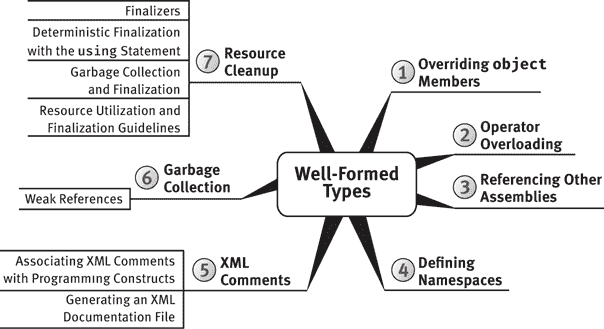 Well-Formed
Types
1 Overriding object
Members
2 Operator
Overloading
3 Referencing Other
Assemblies
4 Defining
Namespaces
5 XML
Comments
Associating XML Comments
with Programming Constructs
Generating an XML
Documentation File
6 Garbage
Collection
Weak References
7 Resource
Cleanup
Finalizers
Deterministic Finalization
with the using Statement
Garbage Collection
and Finalization
Resource Utilization and
Finalization Guidelines